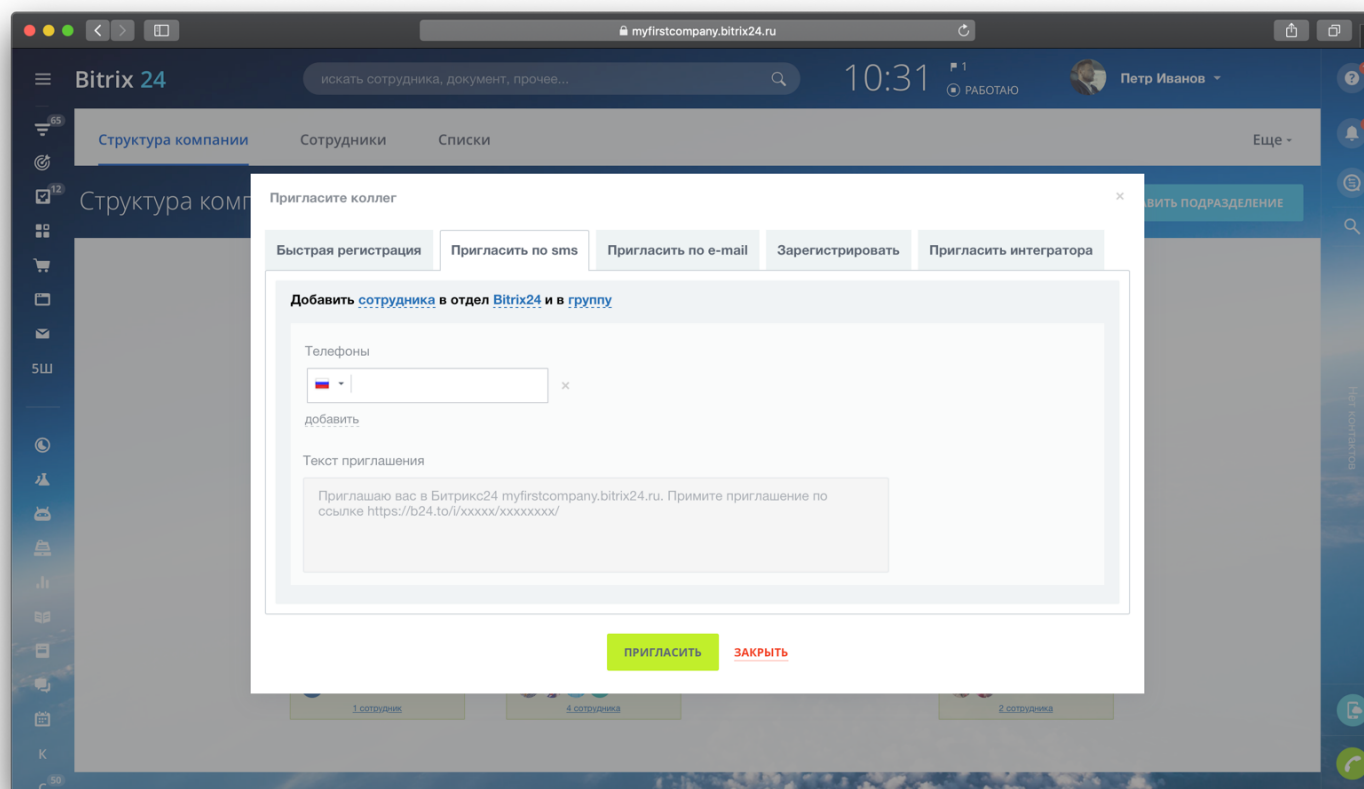 myfirstcompany.bitrix24.ru
Bitrix 24
искать сотрудника, документ, прочее...
10:31
1
РАБОТАЮ
Петр Иванов
65
Структура компании
Сотрудники
Списки
Еще
12
Структура комп
АВИТЬ ПОДРАЗДЕЛЕНИЕ
Пригласите коллег
Быстрая регистрация
Пригласить по sms
Пригласить по e-mail
Зарегистрировать
Пригласить интегратора
Добавить сотрудника в отдел Bitrix24 и в группу
Телефоны
добавить
Текст приглашения
Приглашаю вас в Битрикс24 myfirstcompany.bitrix24.ru. Примите приглашение по
ссылке https://b24.to/i/xxxxx/xxxxxxxx/
ПРИГЛАСИТЬ
ЗАКРЫТЬ
5Ш
Нет контактов
1 сотрудник
4 сотрудника
2 сотрудника
К
50